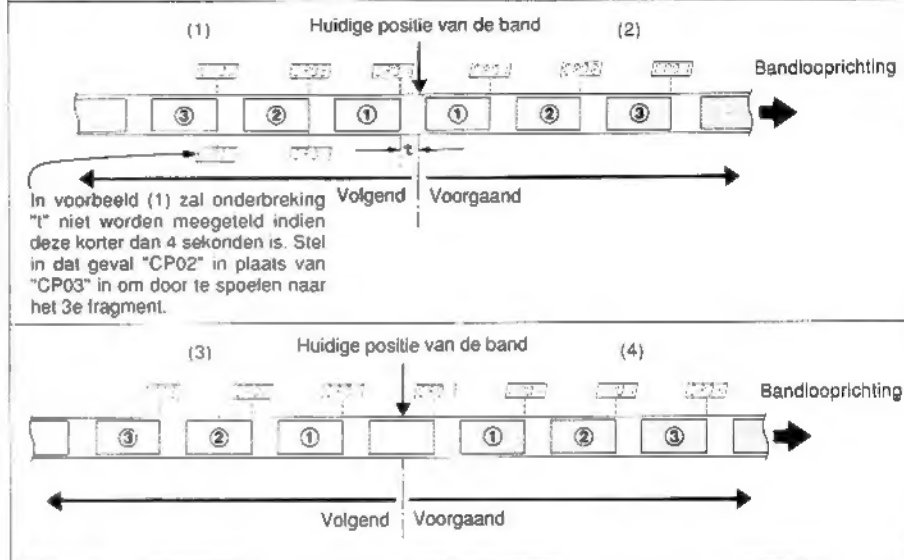 (1) Huidige positie van de band (2)
Bandlooprichting
③ ② ① ① ② ③
t
Volgend Voorgaand
In voorbeeld (1) zal onderbreking
"t" niet worden meegeteld indien
deze korter dan 4 sekonden is. Stel
in dat geval "CP02" in plaats van
"CP03" in om door te spoelen naar
het 3e fragment.
(3) Huidige positie van de band (4)
Bandlooprichting
③ ② ① ① ② ③
Volgend Voorgaand